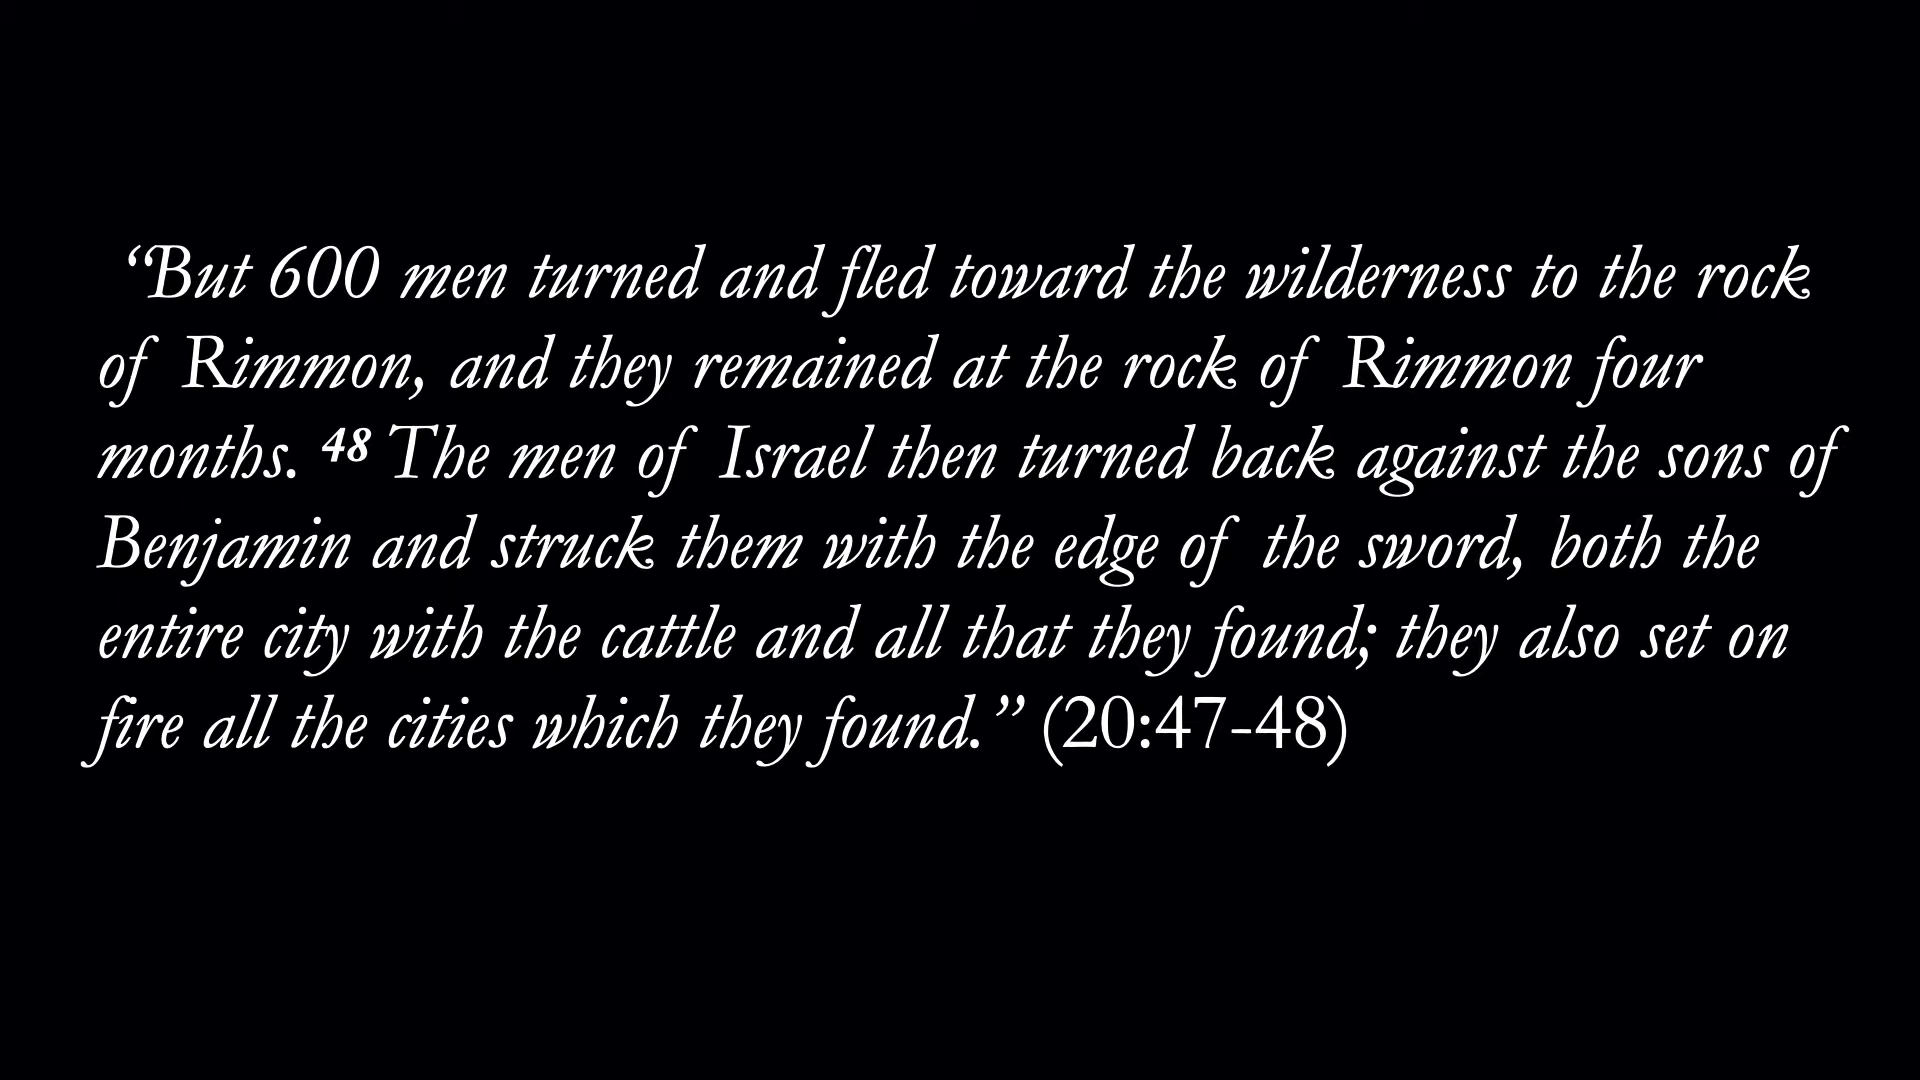 “But 600 men turned and fled toward the wilderness to the rock
of Rimmon, and they remained at the rock of Rimmon four
months. 48 The men of Israel then turned back against the sons of
Benjamin and struck them with the edge of the sword, both the
entire city with the cattle and all that they found; they also set on
fire all the cities which they found.” (20:47-48)